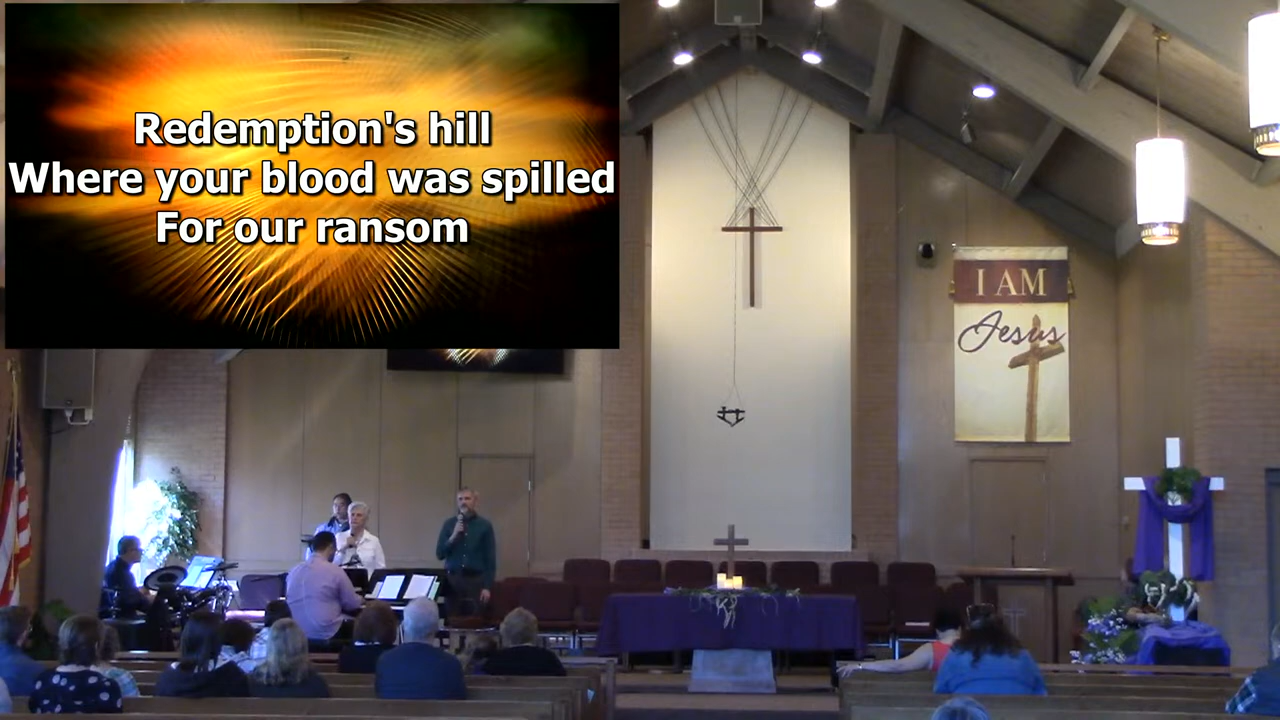 Redemption's hill
Where your blood was spilled
For our ransom
I AM
Jesus